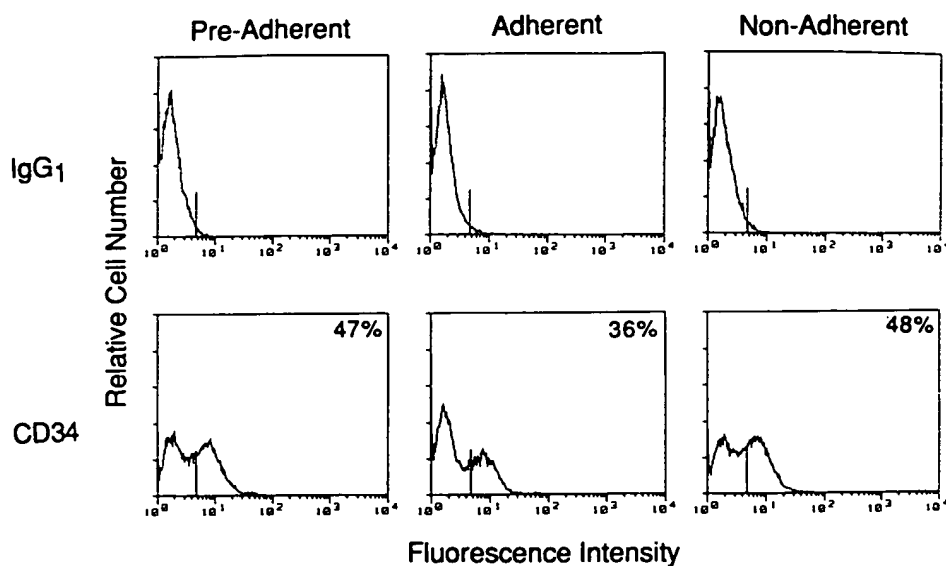 Pre-Adherent Adherent Non-Adherent
IgG1
Relative Cell Number
10⁰ 10¹ 10² 10³ 10⁴ 10⁰ 10¹ 10² 10³ 10⁴ 10⁰ 10¹ 10² 10³ 10⁴
47% 36% 48%
CD34
10⁰ 10¹ 10² 10³ 10⁴ 10⁰ 10¹ 10² 10³ 10⁴ 10⁰ 10¹ 10² 10³ 10⁴
Fluorescence Intensity